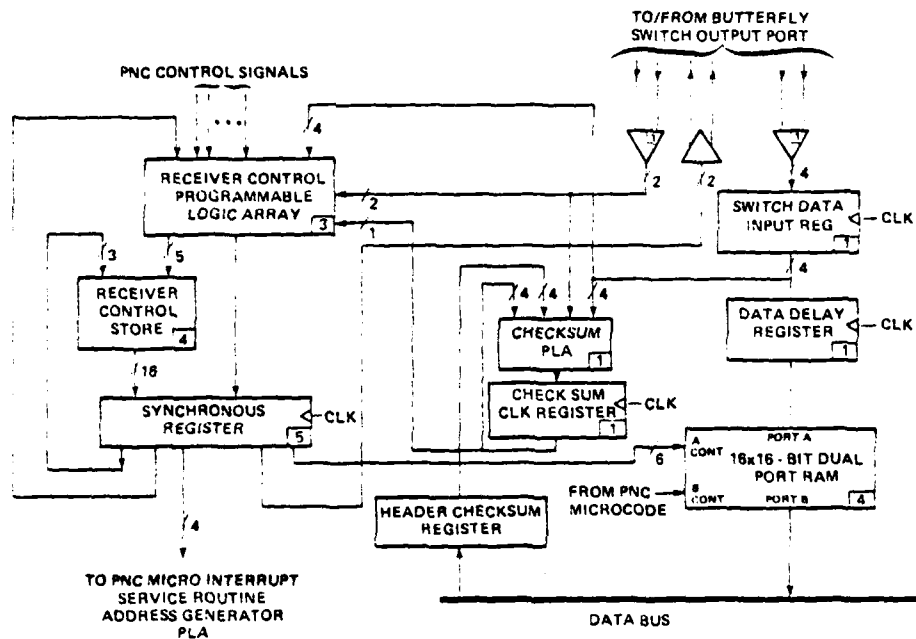 TO/FROM BUTTERFLY
SWITCH OUTPUT PORT
PNC CONTROL SIGNALS
4
1
1
2
2
4
RECEIVER CONTROL
PROGRAMMABLE
LOGIC ARRAY
3
2
1
SWITCH DATA
INPUT REG
1
CLK
4
3
5
RECEIVER
CONTROL
STORE
4
4
4
4
CHECKSUM
PLA
1
DATA DELAY
REGISTER
1
CLK
16
SYNCHRONOUS
REGISTER
5
CLK
CHECK SUM
CLK REGISTER
1
CLK
6
A
CONT
PORT A
16x16 - BIT DUAL
PORT RAM
B
CONT
PORT B
4
FROM PNC
MICROCODE
HEADER CHECKSUM
REGISTER
4
TO PNC MICRO INTERRUPT
SERVICE ROUTINE
ADDRESS GENERATOR
PLA
DATA BUS